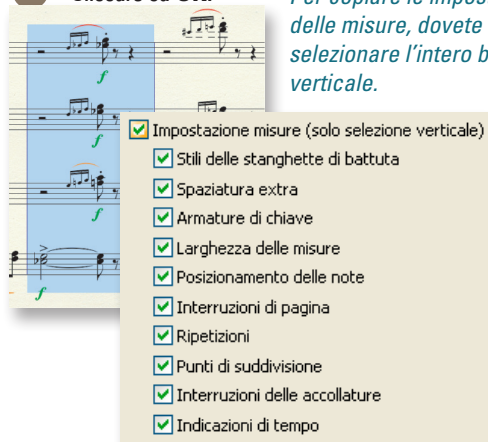 Per copiare le impost
delle misure, dovete
selezionare l'intero b
verticale.
Impostazione misure (solo selezione verticale)
Stili delle stanghette di battuta
Spaziatura extra
Armature di chiave
Larghezza delle misure
Posizionamento delle note
Interruzioni di pagina
Ripetizioni
Punti di suddivisione
Interruzioni delle accollature
Indicazioni di tempo